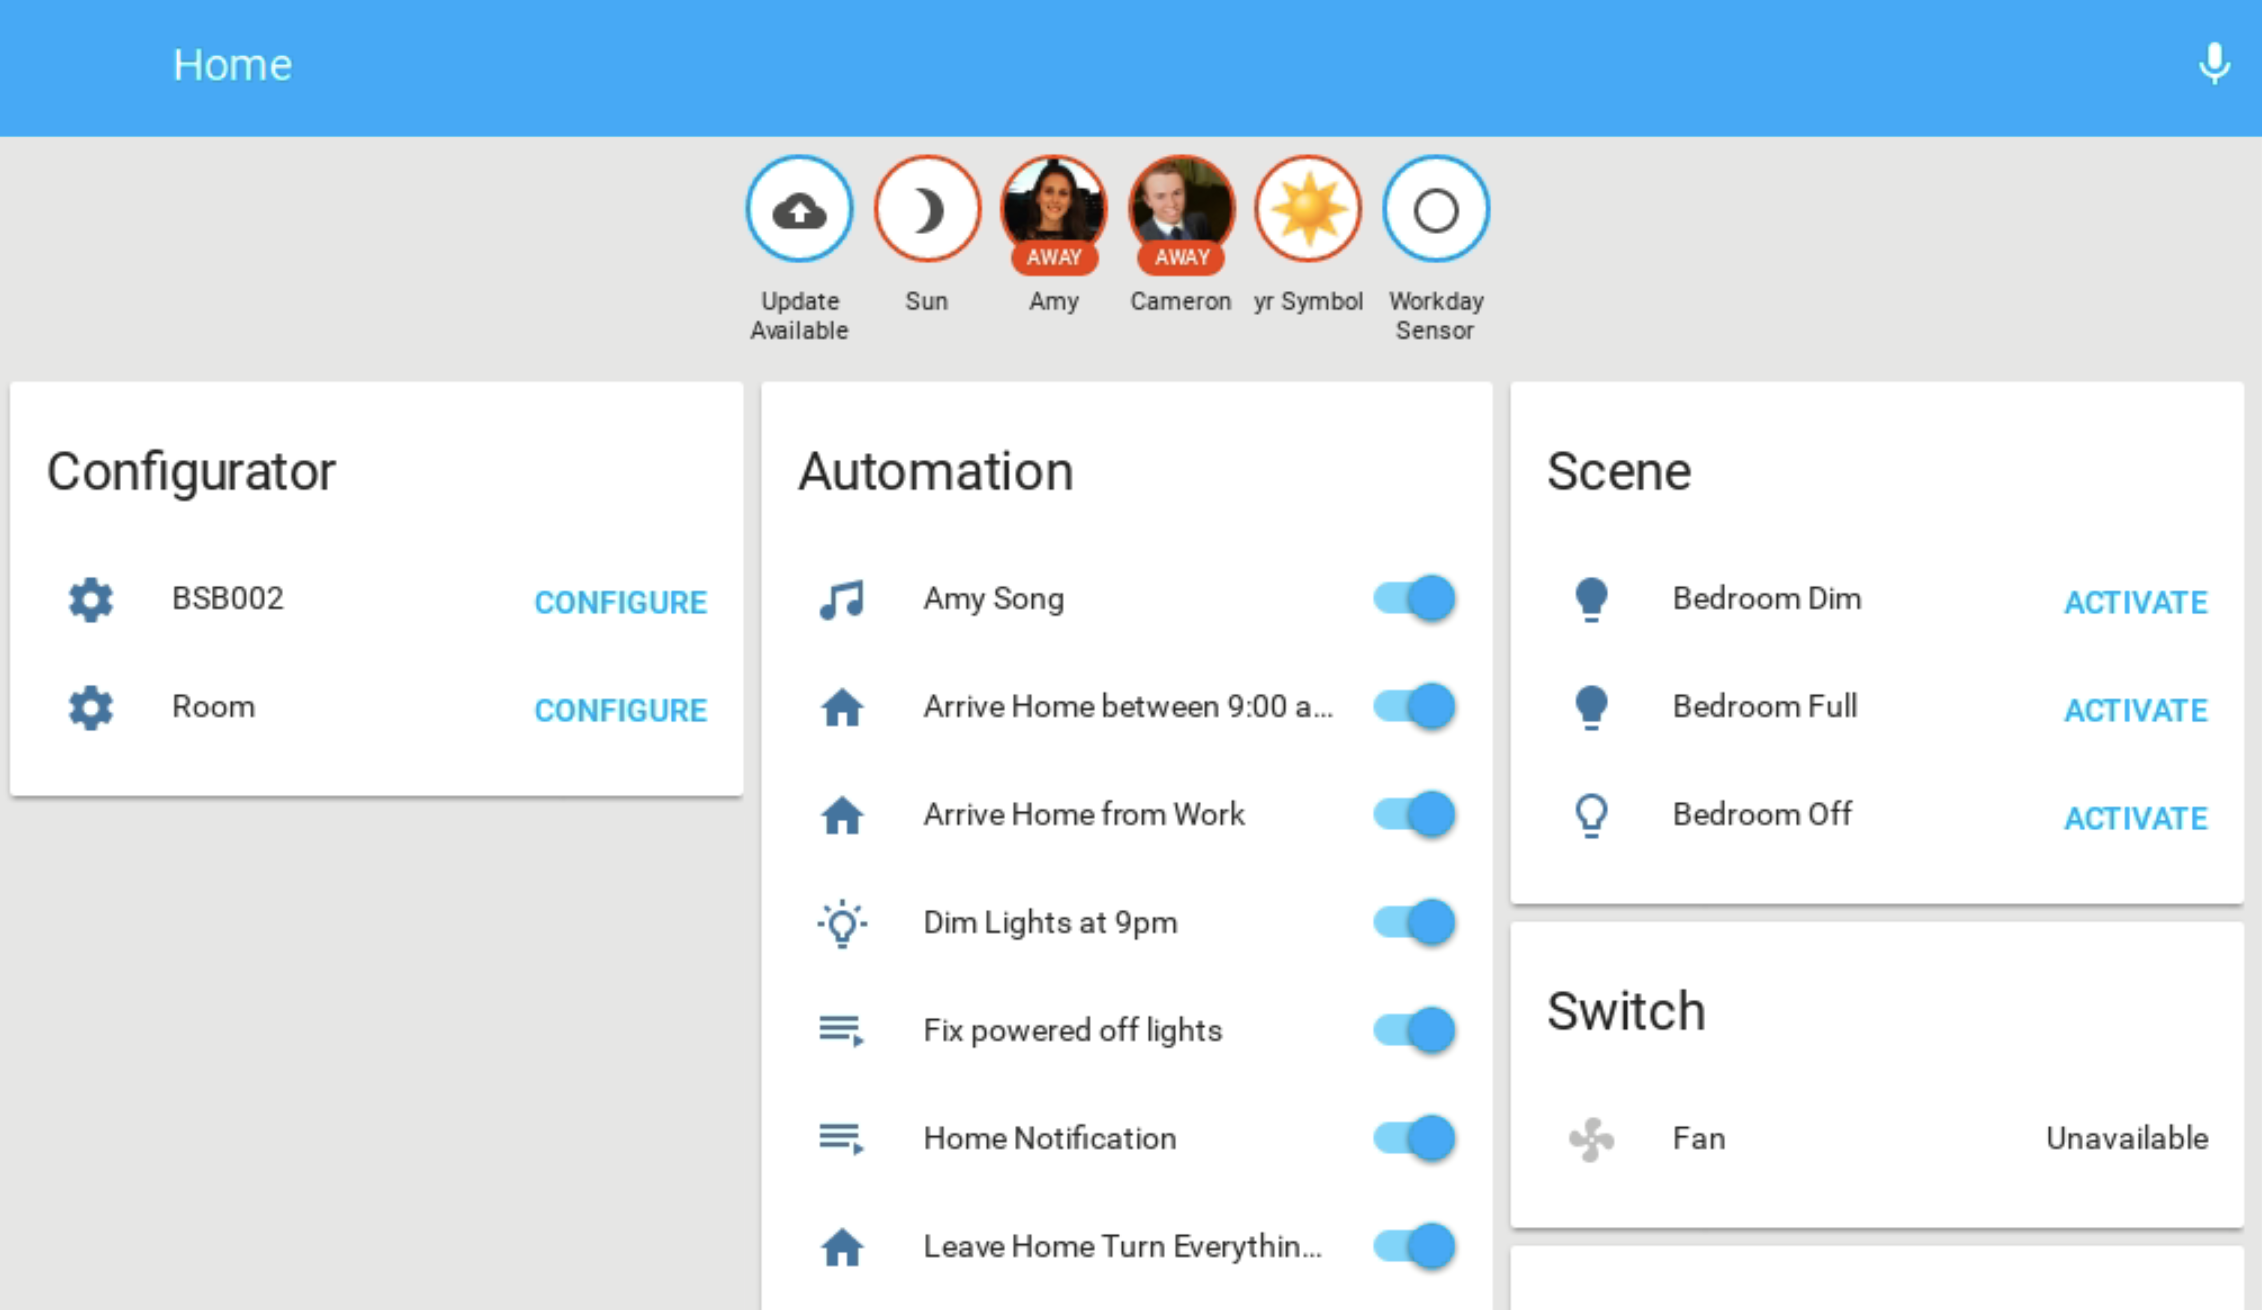 Home
Update
Available
Sun
AWAY
Amy
AWAY
Cameron
yr Symbol
Workday
Sensor
Configurator
BSB002 CONFIGURE
Room CONFIGURE
Automation
Amy Song
Arrive Home between 9:00 a...
Arrive Home from Work
Dim Lights at 9pm
Fix powered off lights
Home Notification
Leave Home Turn Everythin...
Scene
Bedroom Dim ACTIVATE
Bedroom Full ACTIVATE
Bedroom Off ACTIVATE
Switch
Fan Unavailable